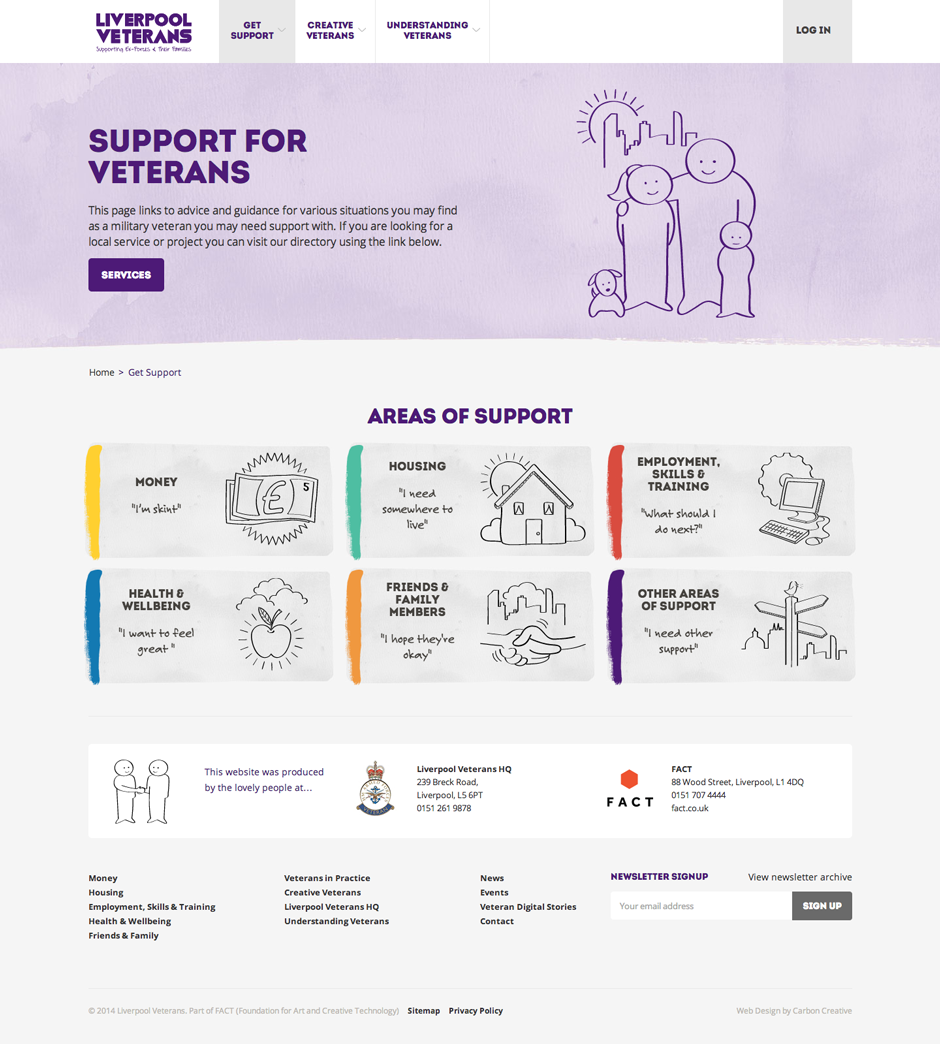 LIVERPOOL
VETERANS
Supporting Ex-Forces & Their Families
GET
SUPPORT
CREATIVE
VETERANS
UNDERSTANDING
VETERANS
LOG IN
SUPPORT FOR
VETERANS
This page links to advice and guidance for various situations you may find
as a military veteran you may need support with. If you are looking for a
local service or project you can visit our directory using the link below.
SERVICES
Home > Get Support
AREAS OF SUPPORT
MONEY
"I'm skint"
£
5
HOUSING
"I need
somewhere to
live"
EMPLOYMENT,
SKILLS &
TRAINING
"What should I
do next?"
HEALTH &
WELLBEING
"I want to feel
great "
FRIENDS &
FAMILY
MEMBERS
"I hope they're
okay"
OTHER AREAS
OF SUPPORT
"I need other
support"
This website was produced
by the lovely people at...
VETERAN
Liverpool Veterans HQ
239 Breck Road,
Liverpool, L5 6PT
0151 261 9878
FACT
FACT
88 Wood Street, Liverpool, L1 4DQ
0151 707 4444
fact.co.uk
Money
Housing
Employment, Skills & Training
Health & Wellbeing
Friends & Family
Veterans in Practice
Creative Veterans
Liverpool Veterans HQ
Understanding Veterans
News
Events
Veteran Digital Stories
Contact
NEWSLETTER SIGNUP
View newsletter archive
Your email address
SIGN UP
© 2014 Liverpool Veterans. Part of FACT (Foundation for Art and Creative Technology)
Sitemap
Privacy Policy
Web Design by Carbon Creative